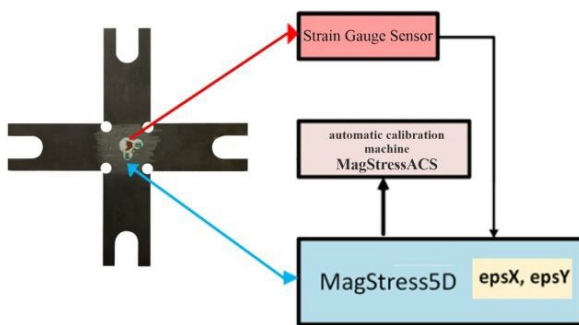 Strain Gauge Sensor
automatic calibration
machine
MagStressACS
MagStress5D
epsX, epsY